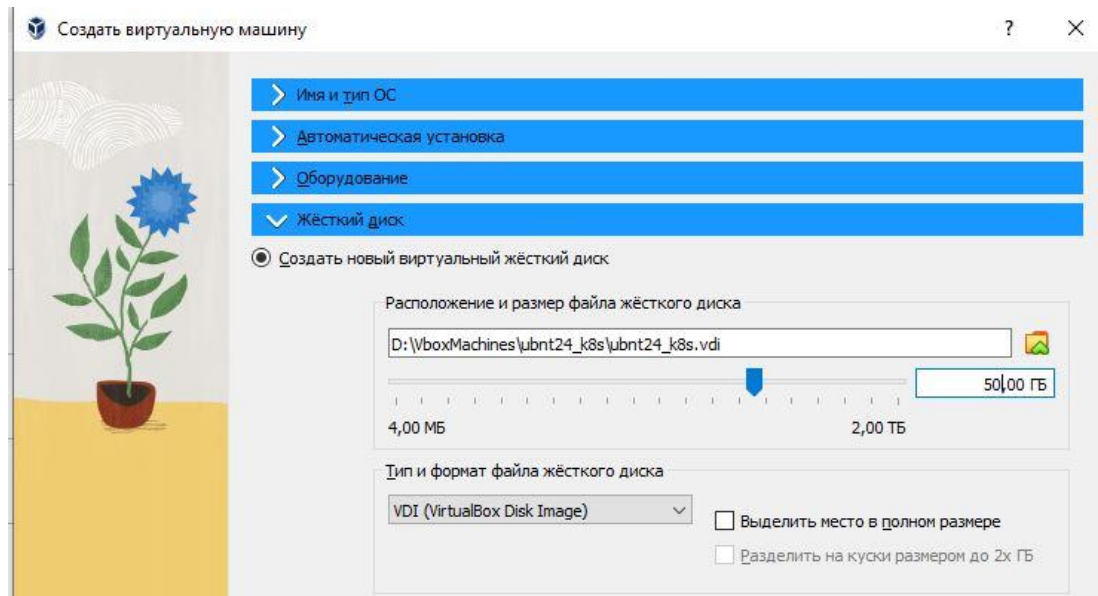 Создать виртуальную машину
?
Имя и тип ОС
Автоматическая установка
Оборудование
Жёсткий диск
Создать новый виртуальный жёсткий диск
Расположение и размер файла жёсткого диска
D:\VboxMachines\ubnt24_k8s\ubnt24_k8s.vdi
50,00 ГБ
4,00 МБ 2,00 ТБ
Тип и формат файла жёсткого диска
VDI (VirtualBox Disk Image)
Выделить место в полном размере
Разделить на куски размером до 2х ГБ